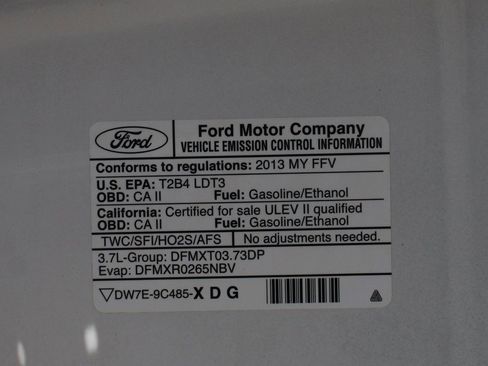 Ford
Ford Motor Company
VEHICLE EMISSION CONTROL INFORMATION
Conforms to regulations: 2013 MY FFV
U.S. EPA: T2B4 LDT3
OBD: CA II Fuel: Gasoline/Ethanol
California: Certified for sale ULEV II qualified
OBD: CA II Fuel: Gasoline/Ethanol
TWC/SFI/HO2S/AFS No adjustments needed.
3.7L-Group: DFMXT03.73DP
Evap: DFMXR0265NBV
DW7E-9C485-X D G